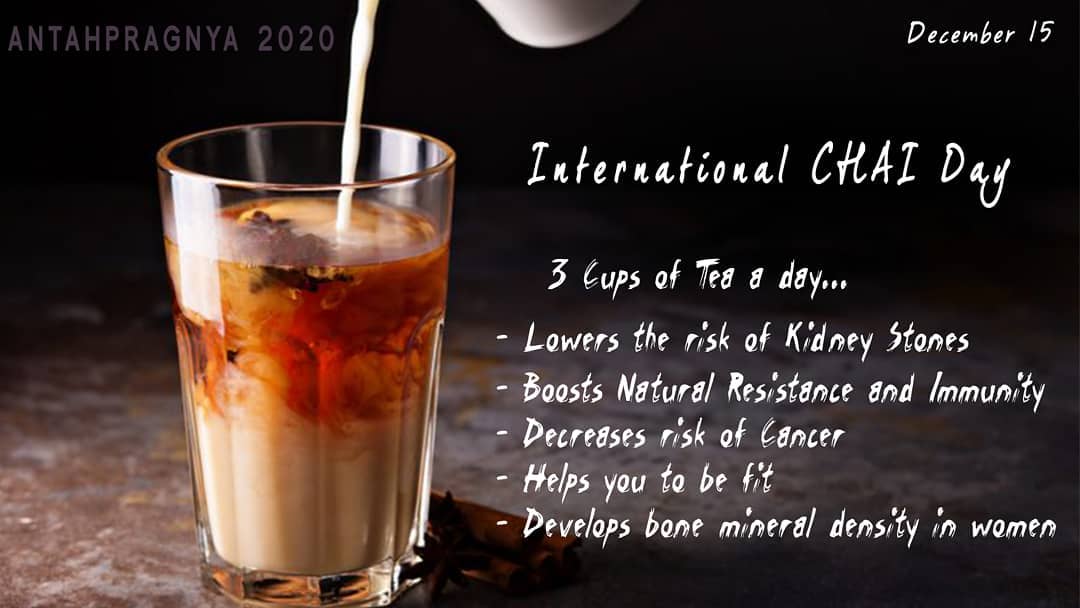 ANTAHPRAGNYA 2020
December 15
International CHAI Day
3 Cups of Tea a day...
- Lowers the risk of Kidney Stones
- Boosts Natural Resistance and Immunity
- Decreases risk of Cancer
- Helps you to be fit
- Develops bone mineral density in women